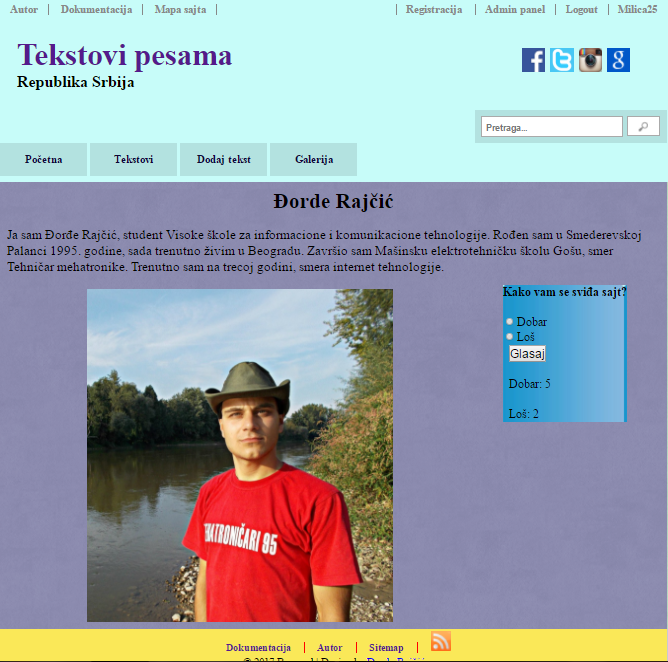 Autor | Dokumentacija | Mapa sajta |
| Registracija | Admin panel | Logout | Milica25
Tekstovi pesama
Republika Srbija
Pretraga...
Početna Tekstovi Dodaj tekst Galerija
Đorde Rajčić
Ja sam Đorđe Rajčić, student Visoke škole za informacione i komunikacione tehnologije. Rođen sam u Smederevskoj
Palanci 1995. godine, sada trenutno živim u Beogradu. Završio sam Mašinsku elektrotehničku školu Gošu, smer
Tehničar mehatronike. Trenutno sam na trecoj godini, smera internet tehnologije.
Kako vam se sviđa sajt?
Dobar
Loš
Glasaj
Dobar: 5
Loš: 2
HATRONIČARI 95
Dokumentacija | Autor | Sitemap |
© 2017